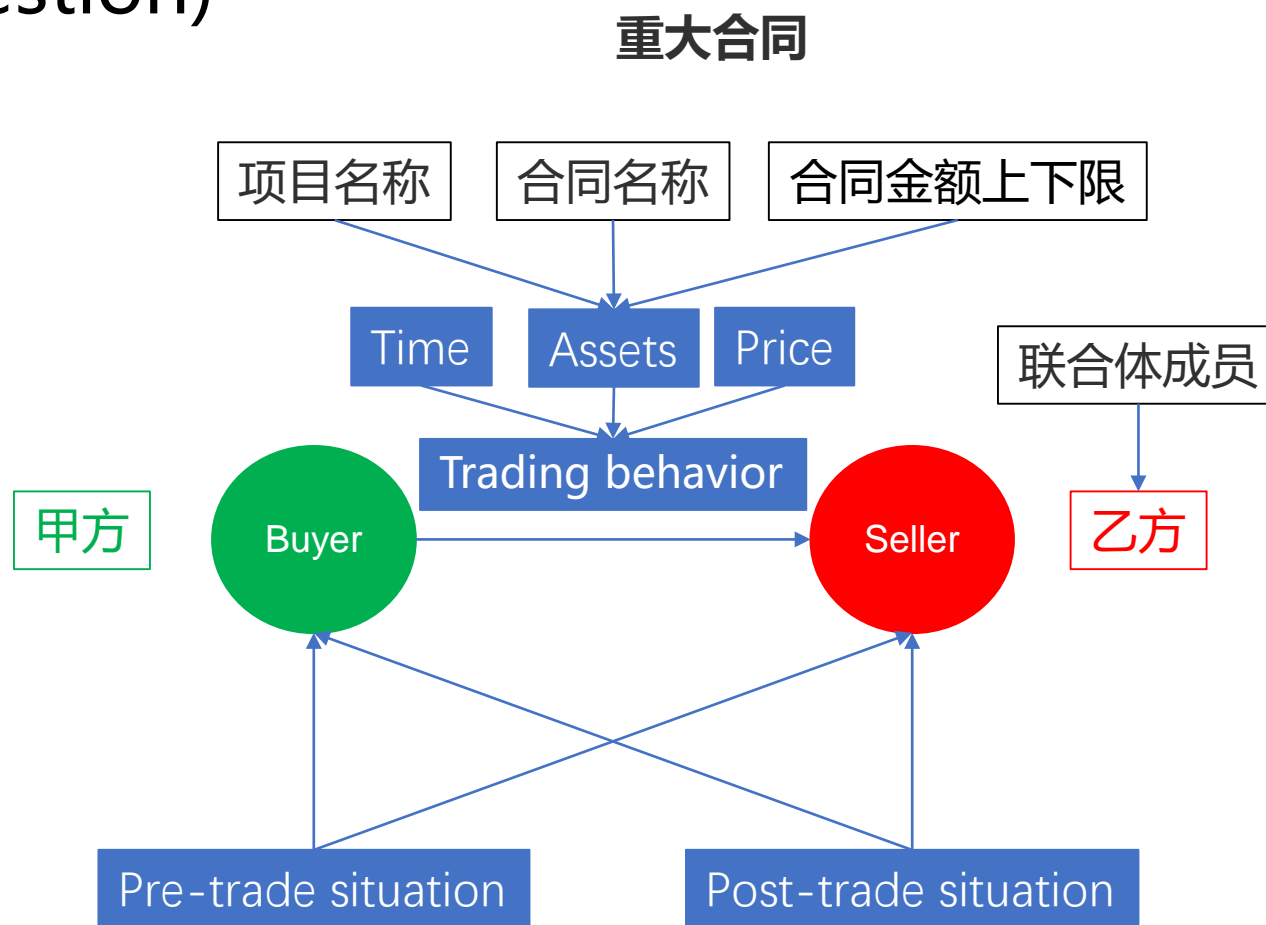 重大合同
项目名称
合同名称
合同金额上下限
Time
Assets
Price
联合体成员
Trading behavior
甲方
Buyer
Seller
乙方
Pre-trade situation
Post-trade situation